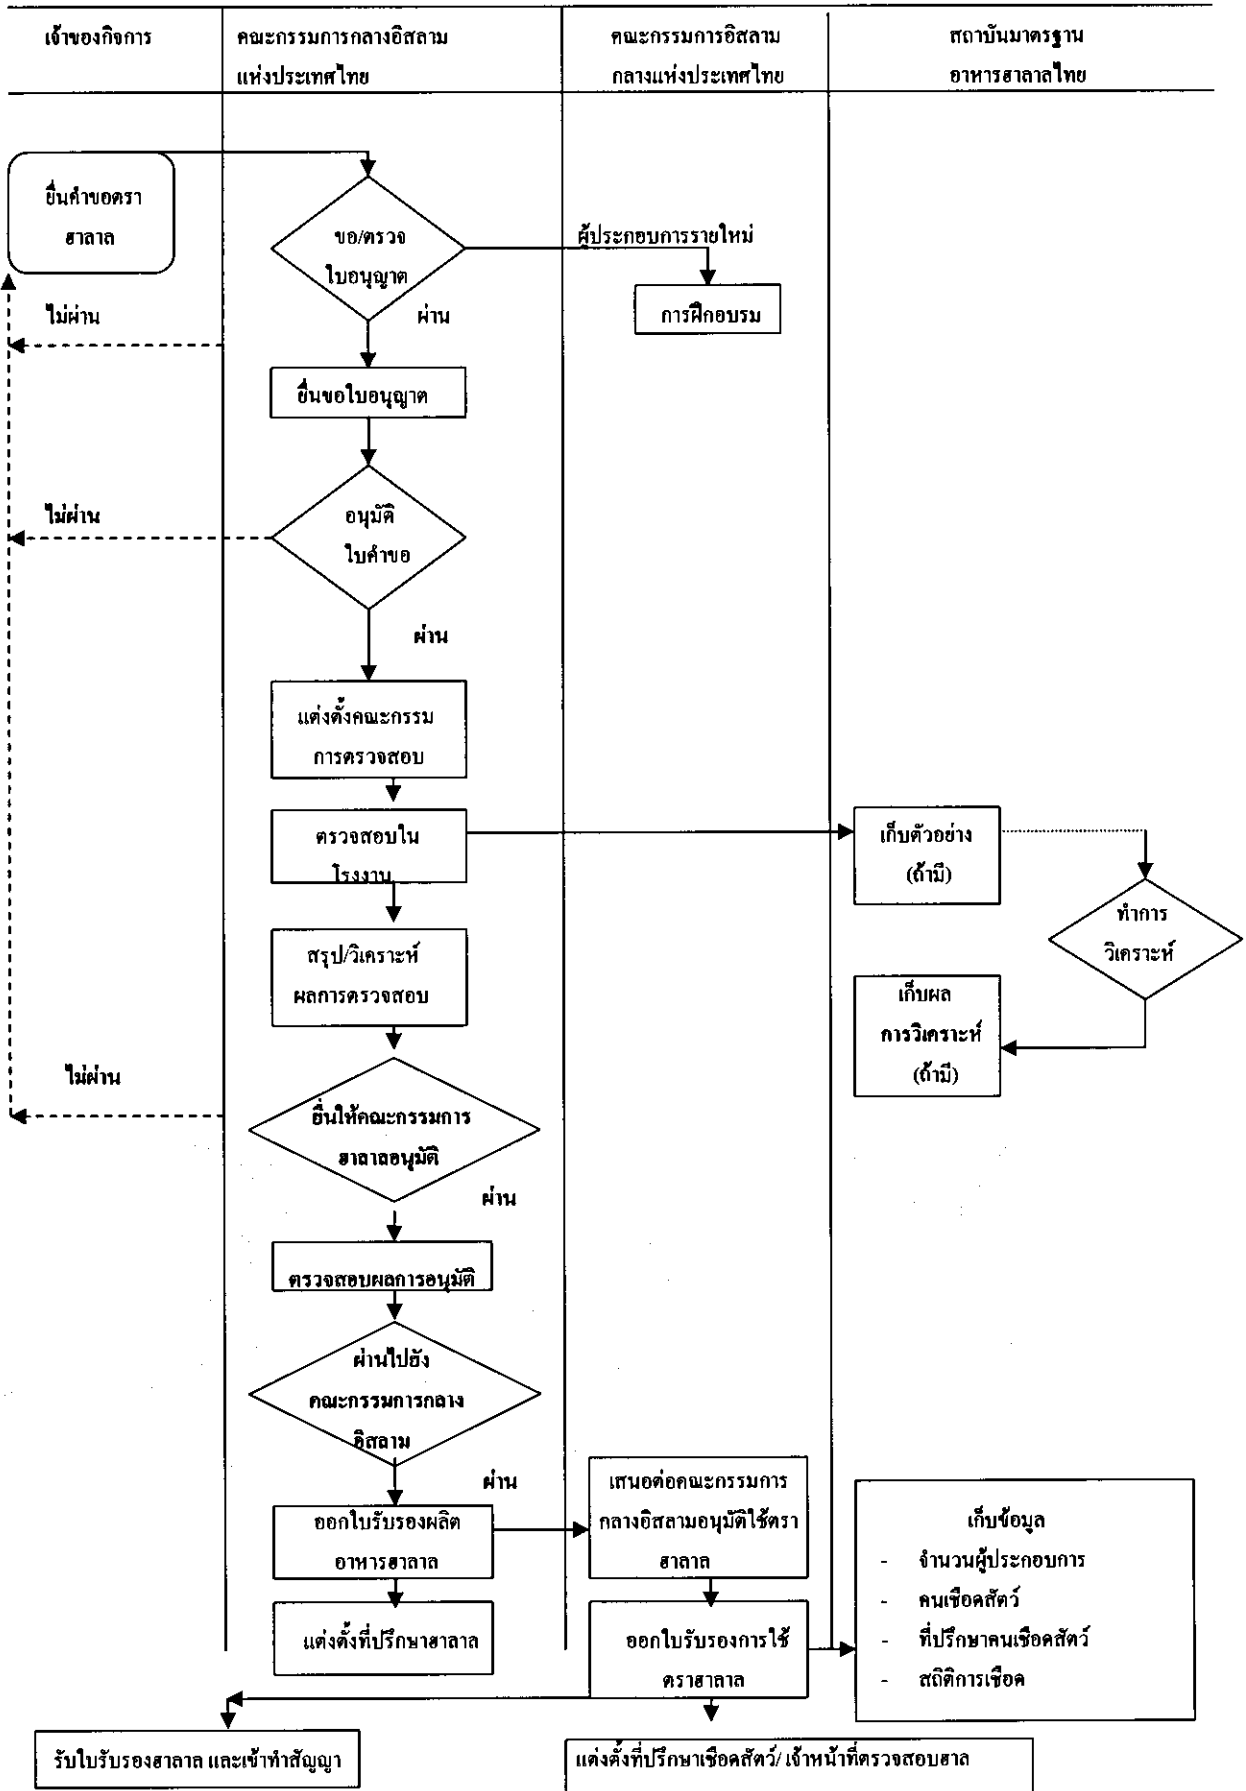 เจ้าของกิจการ
คณะกรรมการกลางอิสลาม
แห่งประเทศไทย
คณะกรรมการอิสลาม
กลางแห่งประเทศไทย
สถาบันมาตรฐาน
อาหารฮาลาลไทย
ยื่นคำขอตรา
ฮาลาล
ขอ/ตรวจ
ใบอนุญาต
ผู้ประกอบการรายใหม่
การฝึกอบรม
ไม่ผ่าน
ผ่าน
ยื่นขอใบอนุญาต
ไม่ผ่าน
อนุมัติ
ใบคำขอ
ผ่าน
แต่งตั้งคณะกรรม
การตรวจสอบ
ตรวจสอบใน
โรงงาน
เก็บตัวอย่าง
(ถ้ามี)
ทำการ
วิเคราะห์
สรุป/วิเคราะห์
ผลการตรวจสอบ
เก็บผล
การวิเคราะห์
(ถ้ามี)
ไม่ผ่าน
ยื่นให้คณะกรรมการ
ฮาลาลอนุมัติ
ผ่าน
ตรวจสอบผลการอนุมัติ
ผ่านไปยัง
คณะกรรมการกลาง
อิสลาม
ผ่าน
ออกใบรับรองผลิต
อาหารฮาลาล
เสนอต่อคณะกรรมการ
กลางอิสลามอนุมัติใช้ตรา
ฮาลาล
เก็บข้อมูล
- จำนวนผู้ประกอบการ
- คนเชือดสัตว์
- ที่ปรึกษาคนเชือดสัตว์
- สถิติการเชือด
แต่งตั้งที่ปรึกษาฮาลาล
ออกใบรับรองการใช้
ตราฮาลาล
รับใบรับรองฮาลาล และเข้าทำสัญญา
แต่งตั้งที่ปรึกษาเชือดสัตว์/ เจ้าหน้าที่ตรวจสอบฮาล